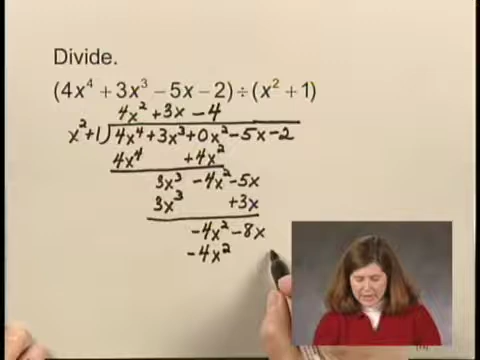 Divide.
(4x⁴ + 3x³ − 5x − 2) ÷ (x² + 1)
4x² + 3x − 4
x²+1)4x⁴+3x³+0x²−5x−2
4x⁴ +4x²
3x³ −4x²−5x
3x³ +3x
−4x²−8x
−4x²